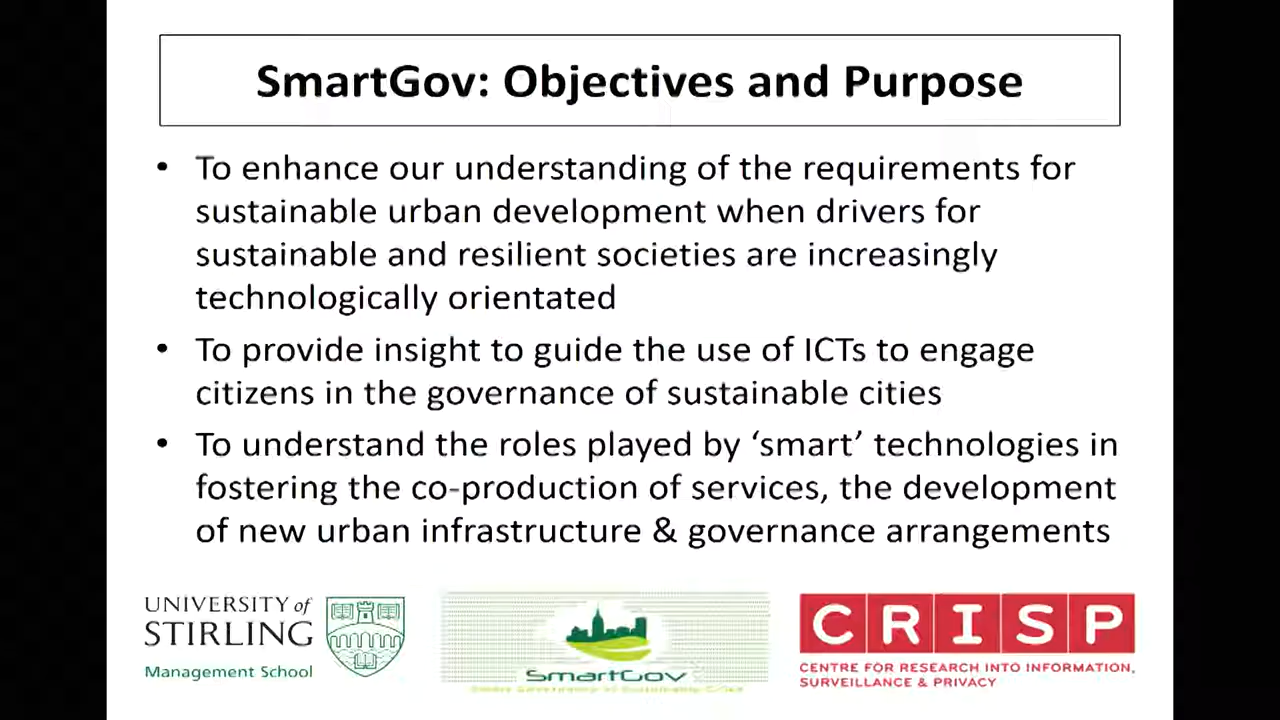 SmartGov: Objectives and Purpose
• To enhance our understanding of the requirements for
sustainable urban development when drivers for
sustainable and resilient societies are increasingly
technologically orientated
• To provide insight to guide the use of ICTs to engage
citizens in the governance of sustainable cities
• To understand the roles played by ‘smart’ technologies in
fostering the co-production of services, the development
of new urban infrastructure & governance arrangements
UNIVERSITY of
STIRLING
Management School
SmartGov
CRISP
CENTRE FOR RESEARCH INTO INFORMATION,
SURVEILLANCE & PRIVACY